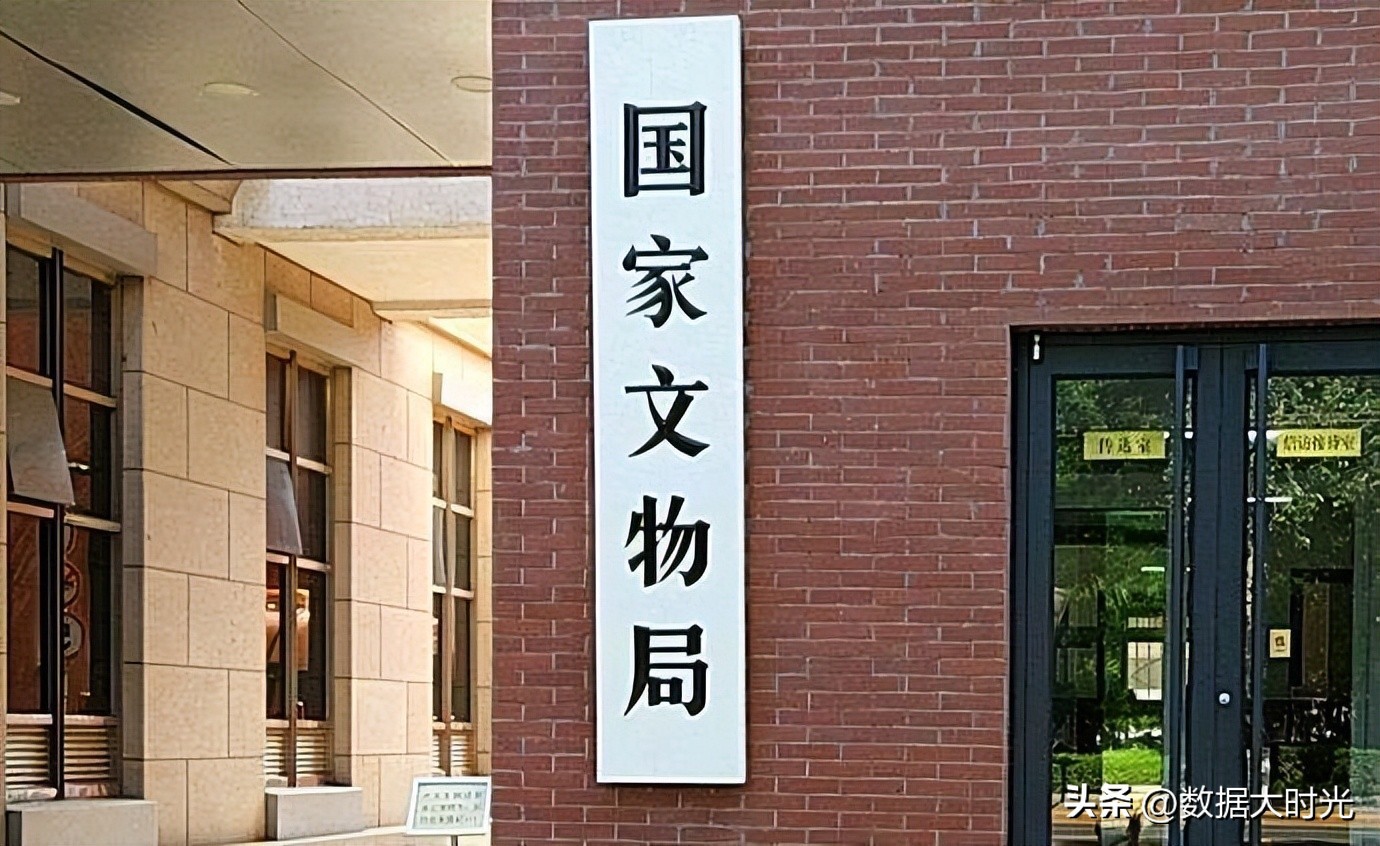 国家文物局
传达室
信访接待室
头条 @数据大时光